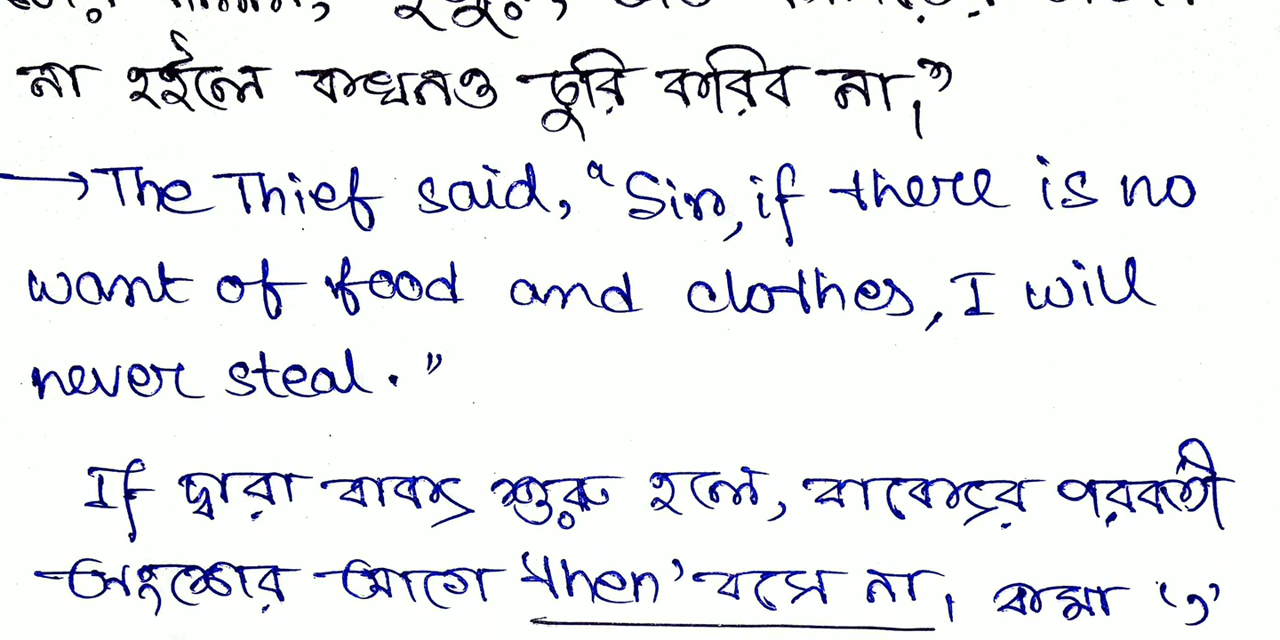 না হইলে কখনও চুরি করিব না।”
→ The Thief said, “Sir, if there is no
want of food and clothes, I will
never steal.”
If দ্বারা বাক্য শুরু হলে, বাক্যের পরবর্তী
অংশের আগে ‘then’ বসে না। কমা ‘,’